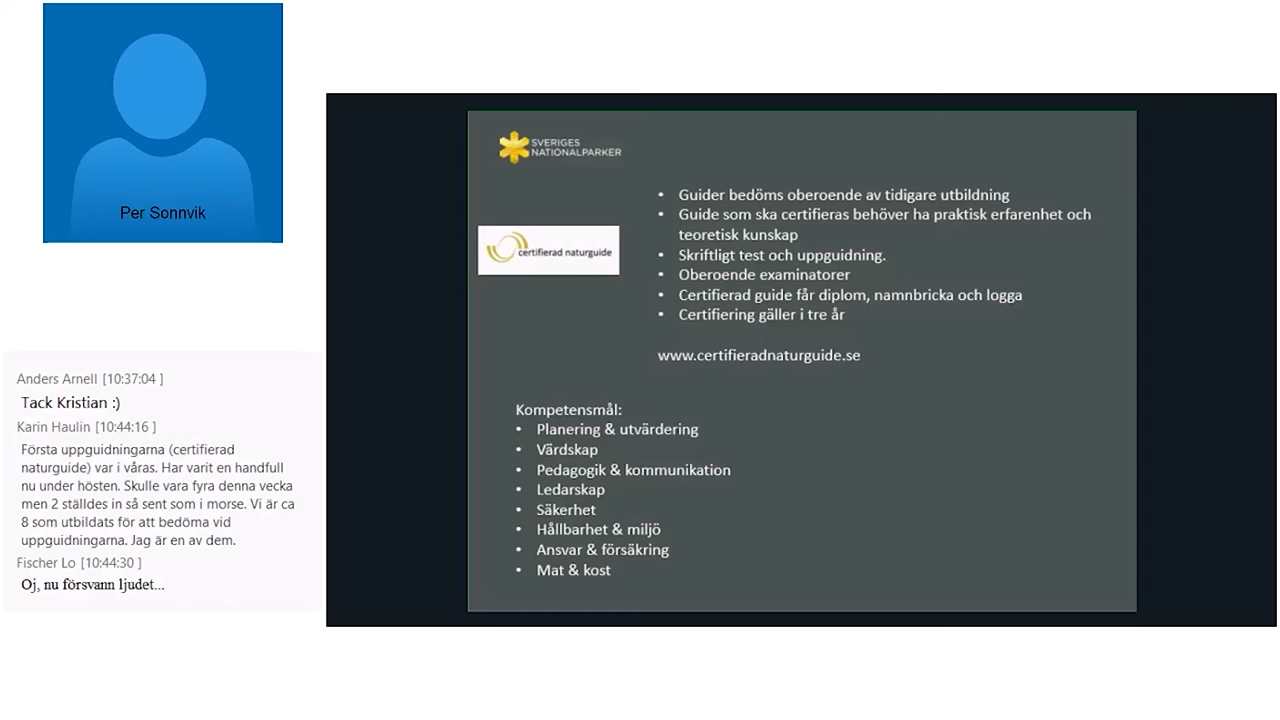 Per Sonnvik
Anders Arnell [10:37:04 ]
Tack Kristian :)
Karin Haulin [10:44:16 ]
Första uppguidningarna (certifierad
naturguide) var i våras. Har varit en handfull
nu under hösten. Skulle vara fyra denna vecka
men 2 ställdes in så sent som i morse. Vi är ca
8 som utbildats för att bedöma vid
uppguidningarna. Jag är en av dem.
Fischer Lo [10:44:30 ]
Oj, nu försvann ljudet...
SVERIGES
NATIONALPARKER
certifierad naturguide
• Guider bedöms oberoende av tidigare utbildning
• Guide som ska certifieras behöver ha praktisk erfarenhet och
teoretisk kunskap
• Skriftligt test och uppguidning.
• Oberoende examinatorer
• Certifierad guide får diplom, namnbricka och logga
• Certifiering gäller i tre år
www.certifieradnaturguide.se
Kompetensmål:
• Planering & utvärdering
• Värdskap
• Pedagogik & kommunikation
• Ledarskap
• Säkerhet
• Hållbarhet & miljö
• Ansvar & försäkring
• Mat & kost